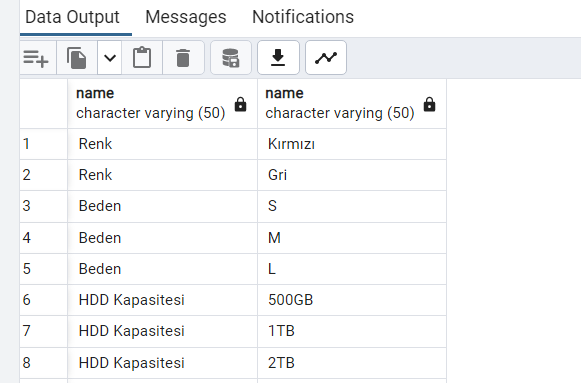 Data Output Messages Notifications
name name
character varying (50) character varying (50)
1 Renk Kırmızı
2 Renk Gri
3 Beden S
4 Beden M
5 Beden L
6 HDD Kapasitesi 500GB
7 HDD Kapasitesi 1TB
8 HDD Kapasitesi 2TB